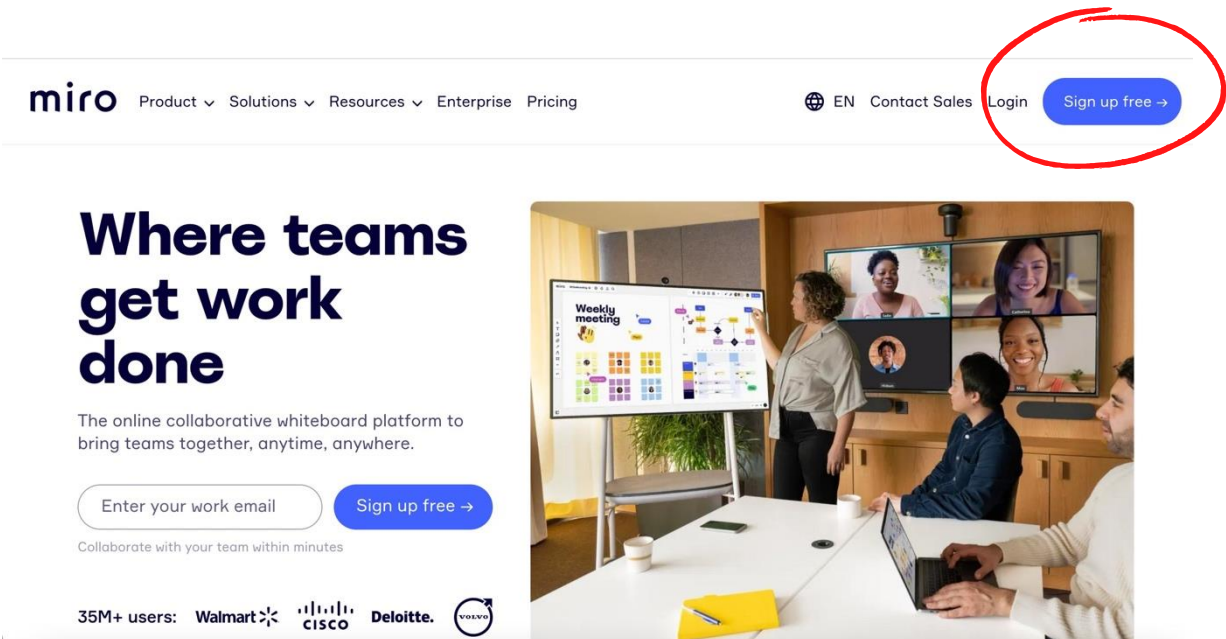 miro Product Solutions Resources Enterprise Pricing EN Contact Sales Login Sign up free →
Where teams
get work
done
The online collaborative whiteboard platform to
bring teams together, anytime, anywhere.
Enter your work email Sign up free →
Collaborate with your team within minutes
35M+ users: Walmart CISCO Deloitte. VOLVO
Weekly
meeting
Catherine